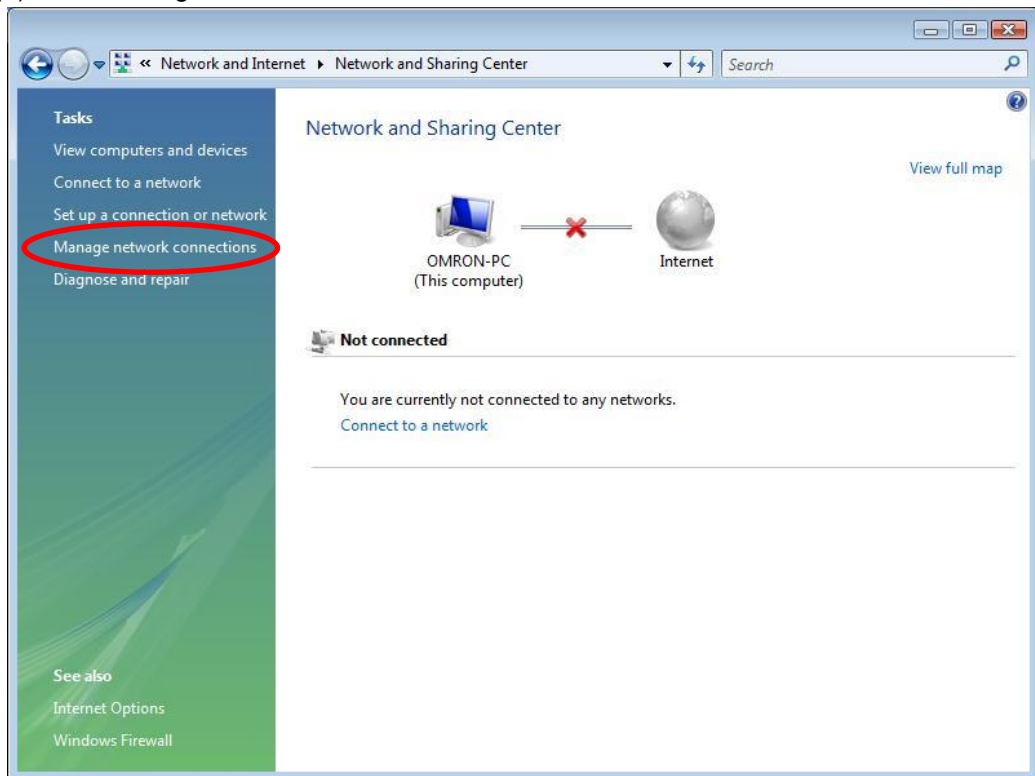 « Network and Internet ▸ Network and Sharing Center
Search
Tasks
View computers and devices
Connect to a network
Set up a connection or network
Manage network connections
Diagnose and repair
See also
Internet Options
Windows Firewall
Network and Sharing Center
View full map
OMRON-PC
(This computer)
Internet
Not connected
You are currently not connected to any networks.
Connect to a network